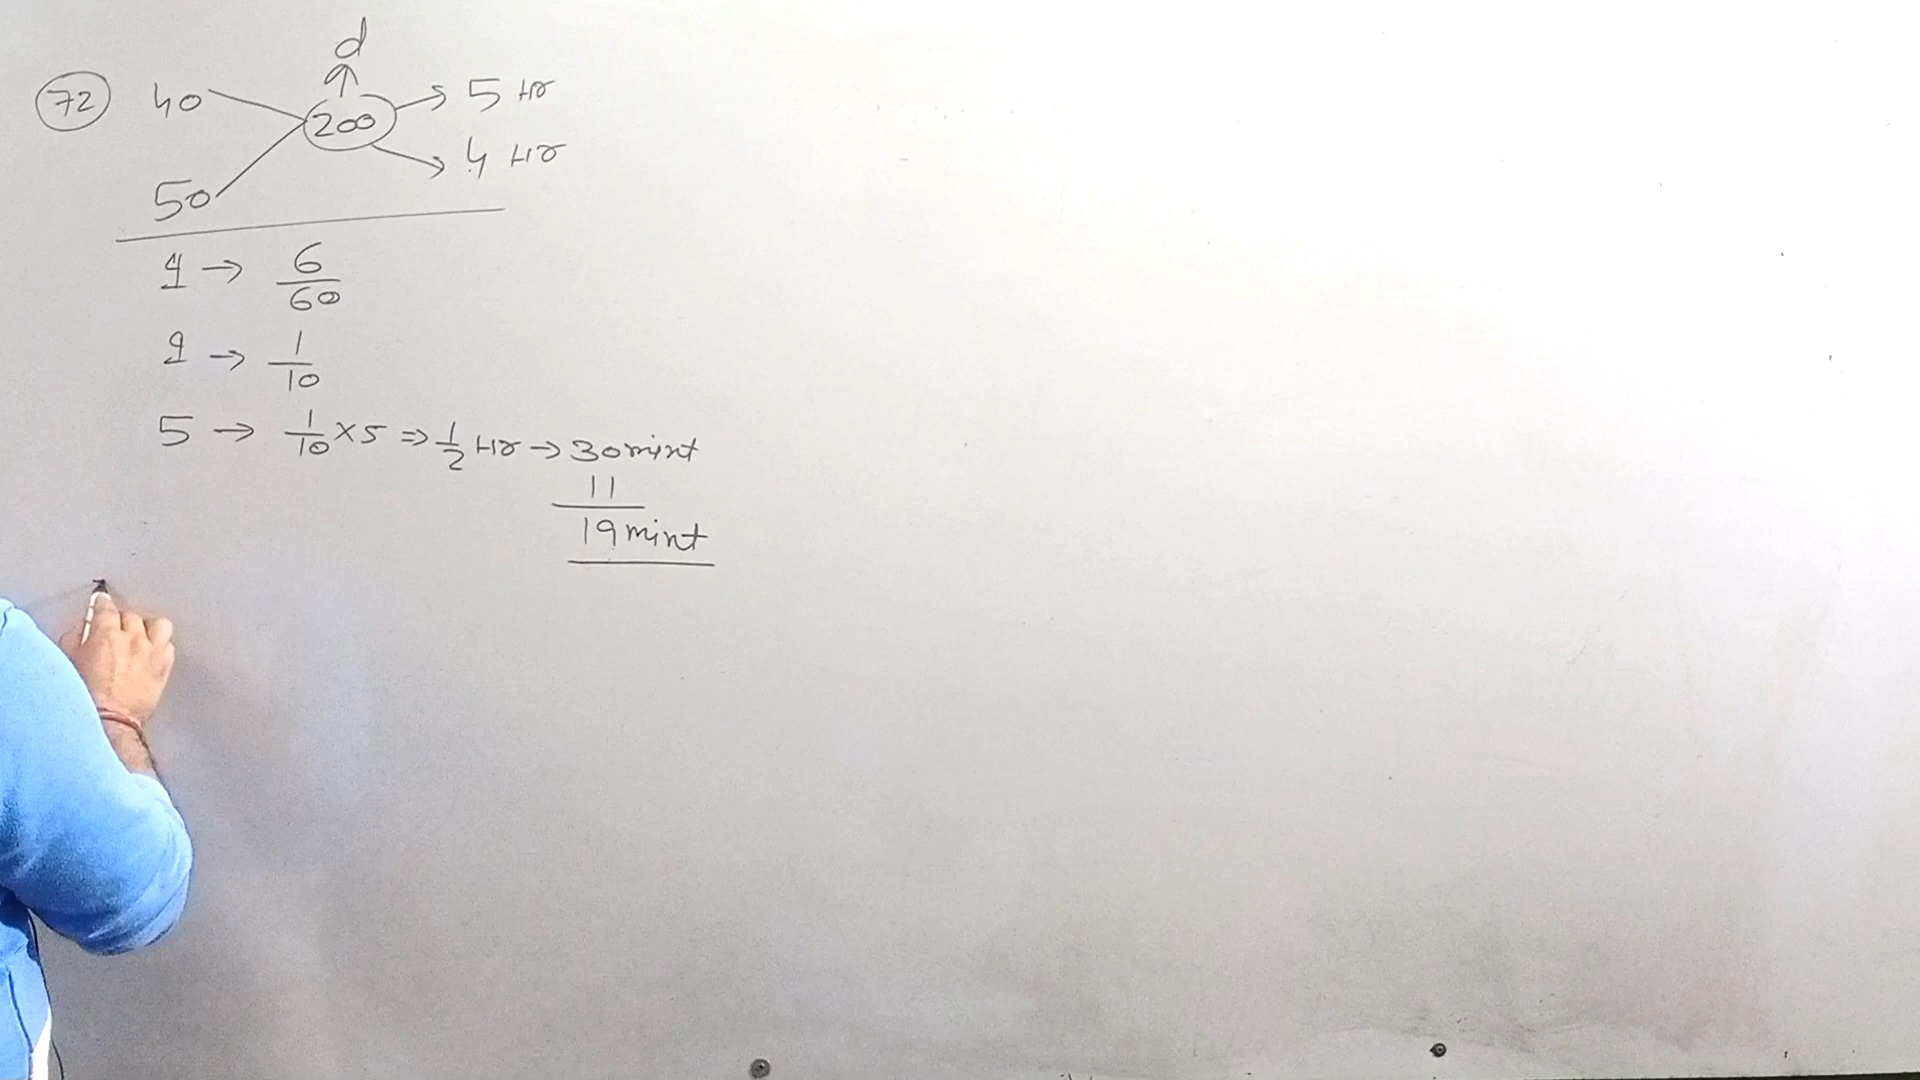 d
72 40 200 → 5 Hr
→ 4 Hr
50
1 → 6/60
1 → 1/10
5 → 1/10 × 5 ⇒ 1/2 Hr → 30 mint
11
19 mint